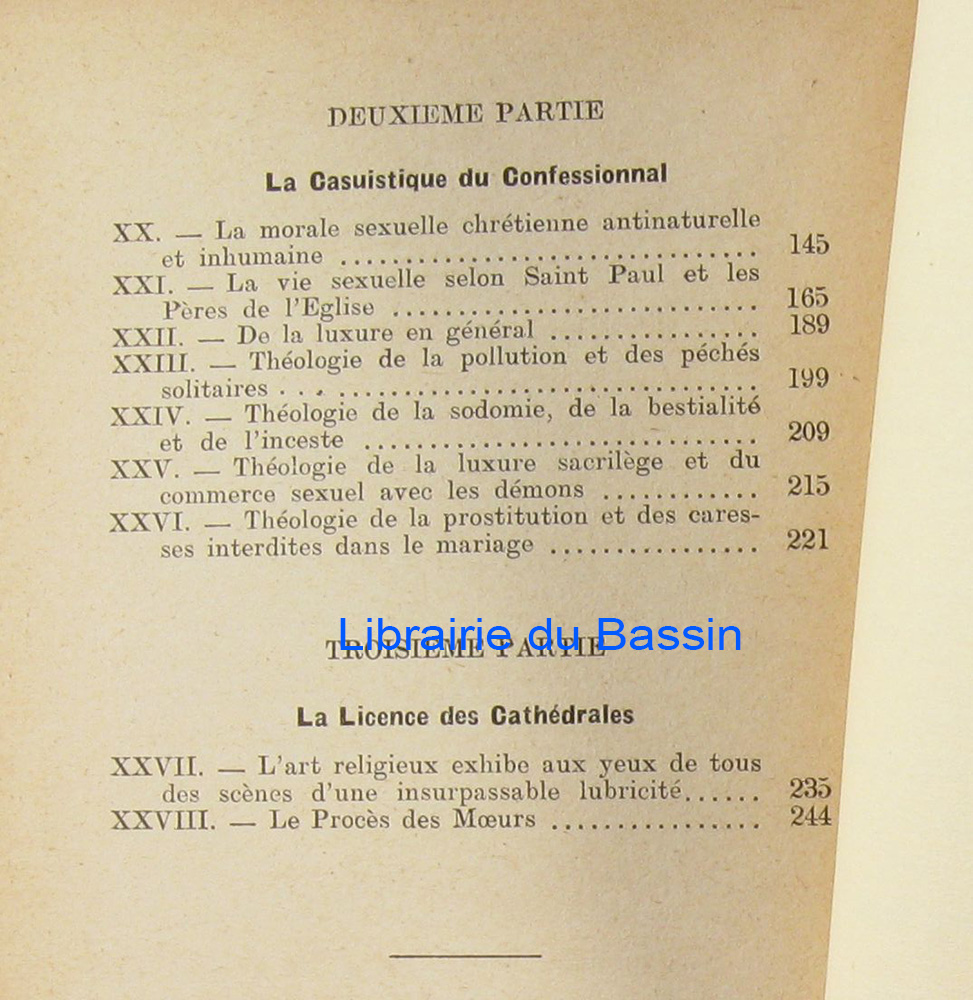 DEUXIEME PARTIE
La Casuistique du Confessionnal
XX. — La morale sexuelle chrétienne antinaturelle
et inhumaine ................................ 145
XXI. — La vie sexuelle selon Saint Paul et les
Pères de l'Eglise ............................ 165
XXII. — De la luxure en général ................ 189
XXIII. — Théologie de la pollution et des péchés
solitaires . . . ................................ 199
XXIV. — Théologie de la sodomie, de la bestialité
et de l'inceste .............................. 209
XXV. — Théologie de la luxure sacrilège et du
commerce sexuel avec les démons ............ 215
XXVI. — Théologie de la prostitution et des cares-
ses interdites dans le mariage ................ 221
Librairie du Bassin
TROISIEME PARTIE
La Licence des Cathédrales
XXVII. — L'art religieux exhibe aux yeux de tous
des scènes d'une insurpassable lubricité...... 235
XXVIII. — Le Procès des Mœurs ................ 244